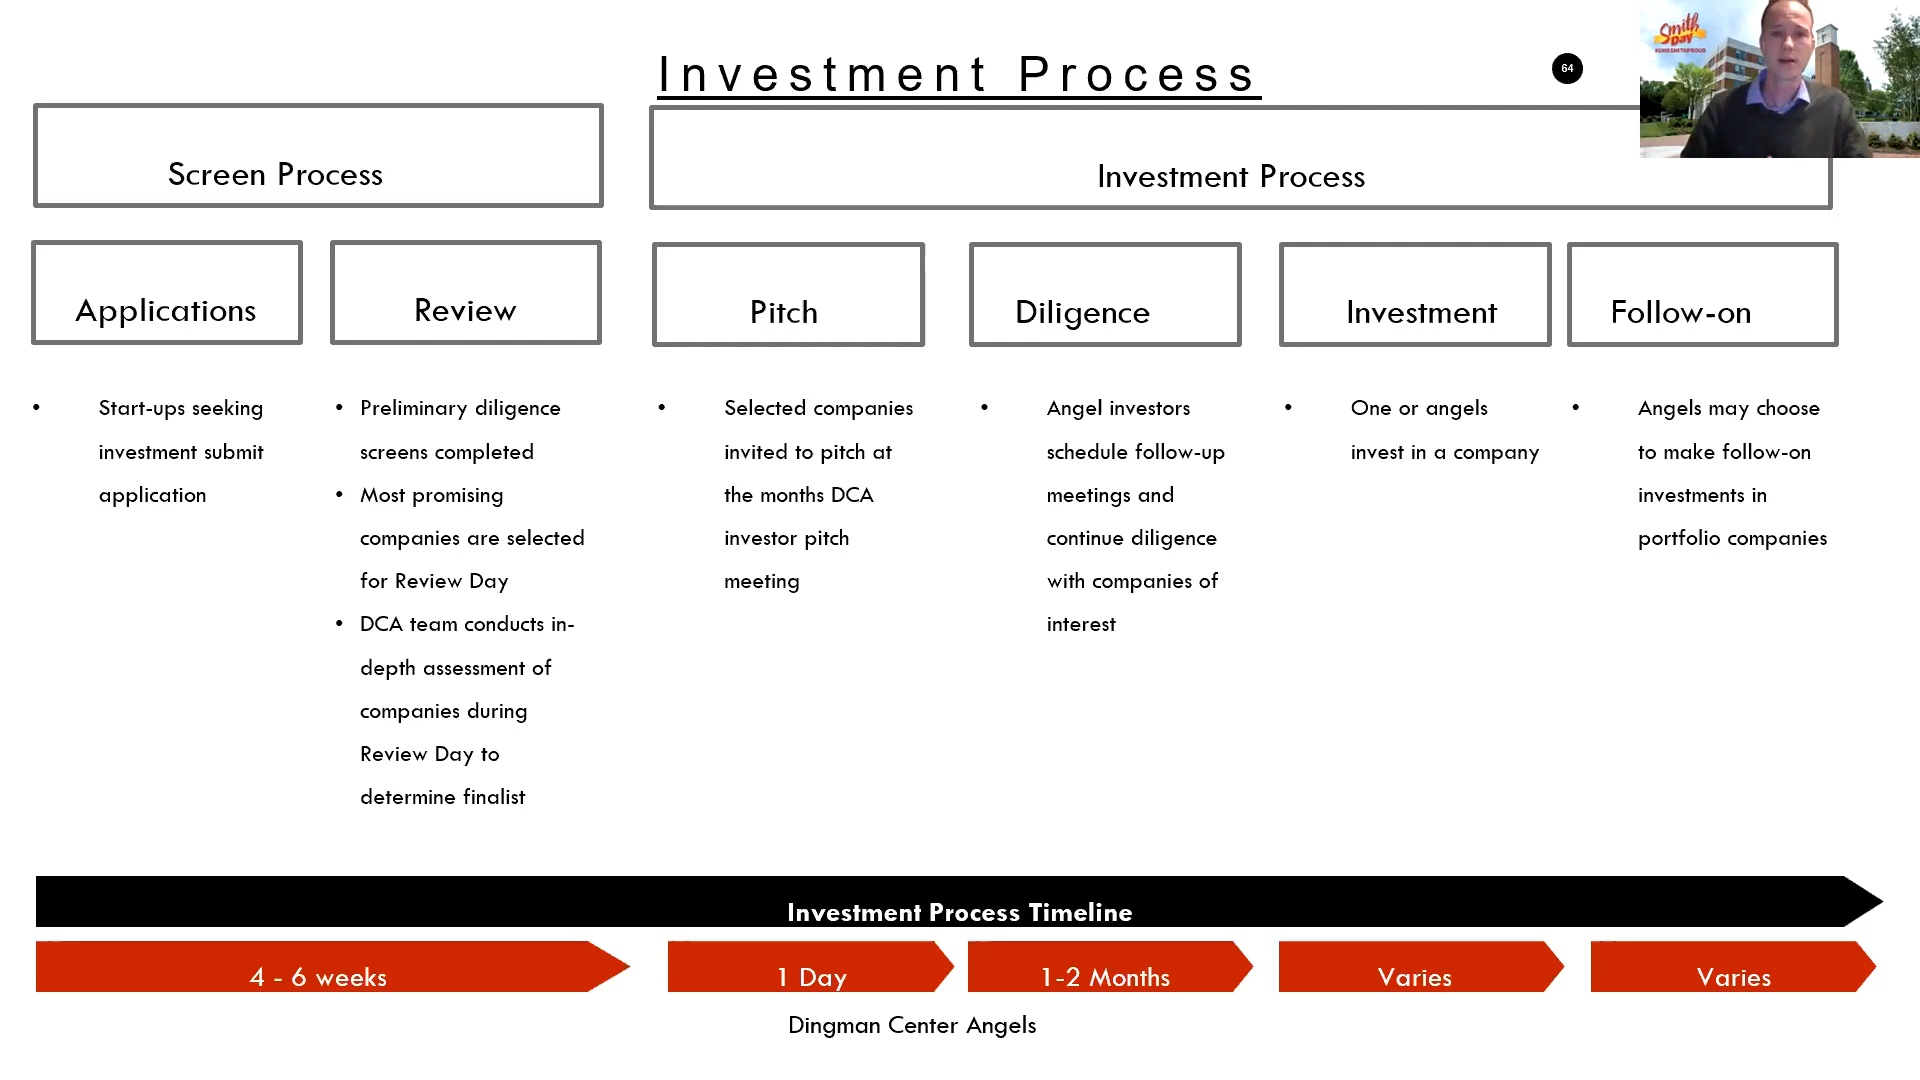 Investment Process
64
Smith
Day
#UMDSMITHPROUD
Screen Process
Investment Process
Applications
Review
Pitch
Diligence
Investment
Follow-on
• Start-ups seeking
investment submit
application
• Preliminary diligence
screens completed
• Most promising
companies are selected
for Review Day
• DCA team conducts in-
depth assessment of
companies during
Review Day to
determine finalist
• Selected companies
invited to pitch at
the months DCA
investor pitch
meeting
• Angel investors
schedule follow-up
meetings and
continue diligence
with companies of
interest
• One or angels
invest in a company
• Angels may choose
to make follow-on
investments in
portfolio companies
Investment Process Timeline
4 - 6 weeks
1 Day
1-2 Months
Varies
Varies
Dingman Center Angels